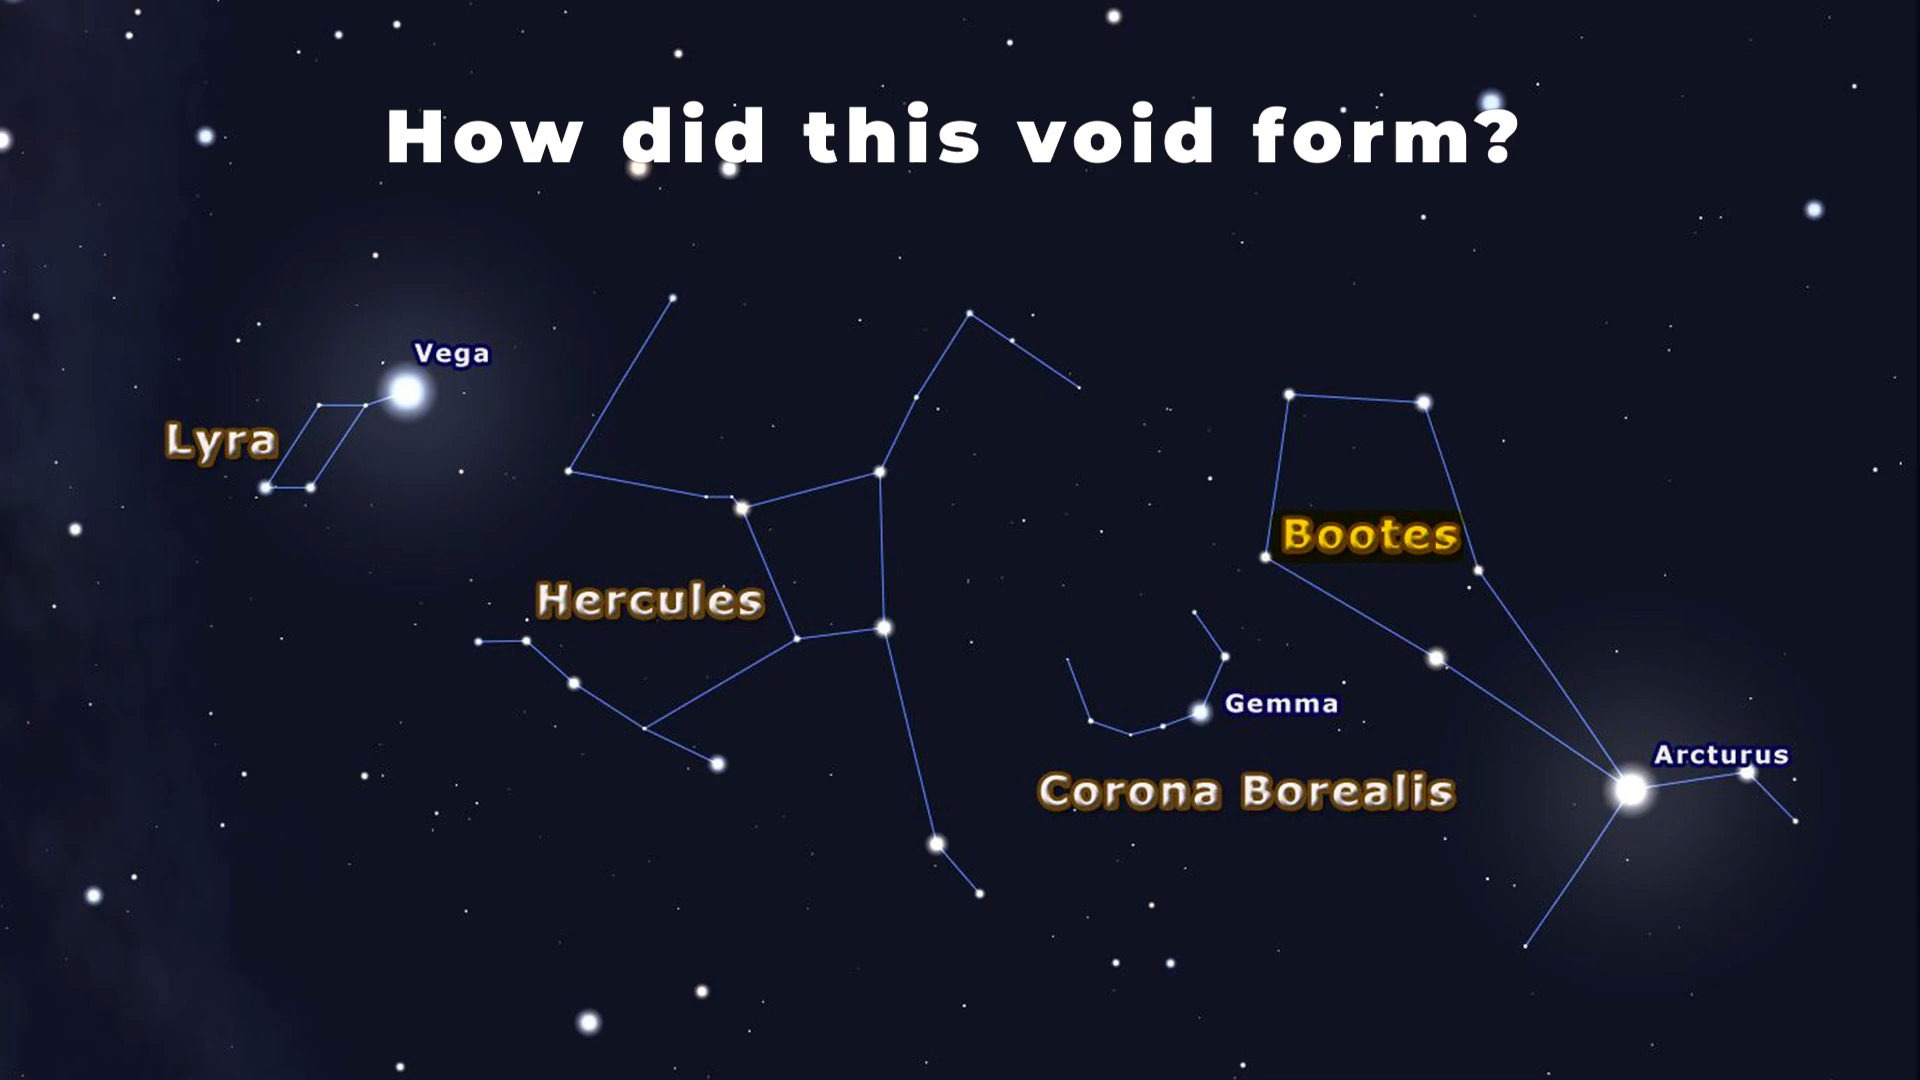 How did this void form?
Vega
Lyra
Bootes
Hercules
Gemma
Arcturus
Corona Borealis